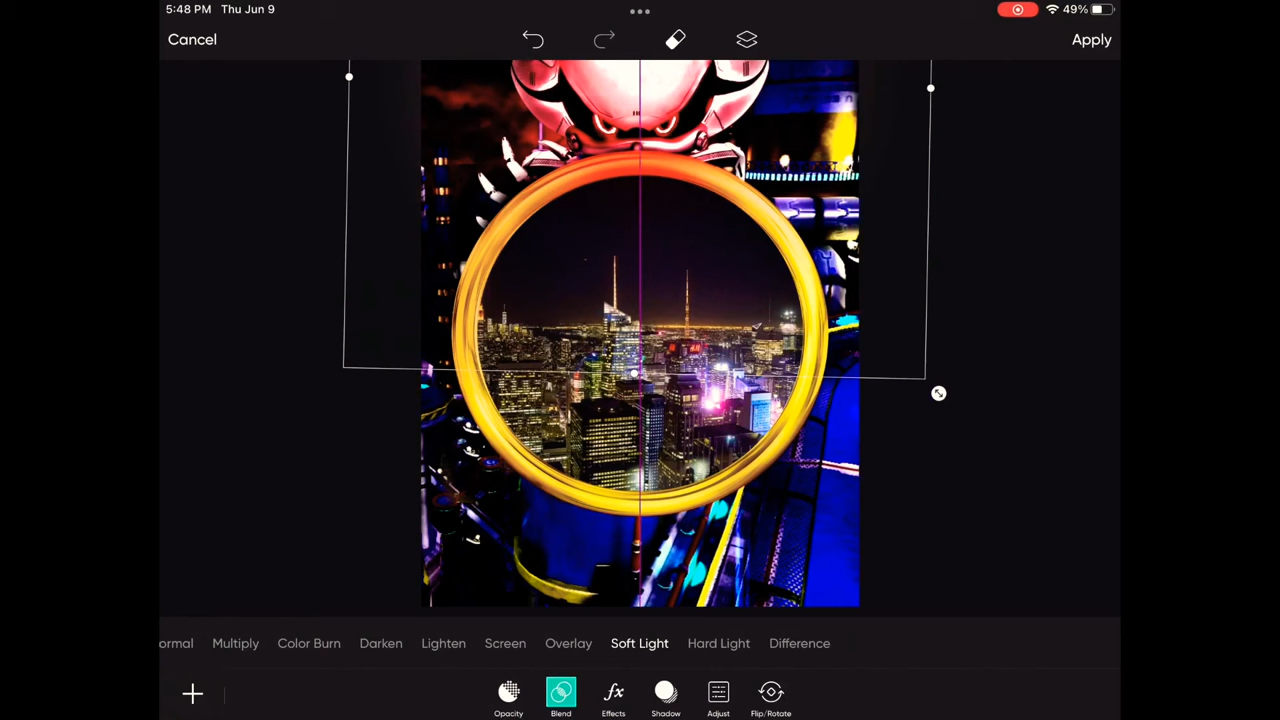 5:48 PM Thu Jun 9
49%
Cancel
Apply
ormal Multiply Color Burn Darken Lighten Screen Overlay Soft Light Hard Light Difference
Opacity Blend Effects Shadow Adjust Flip/Rotate